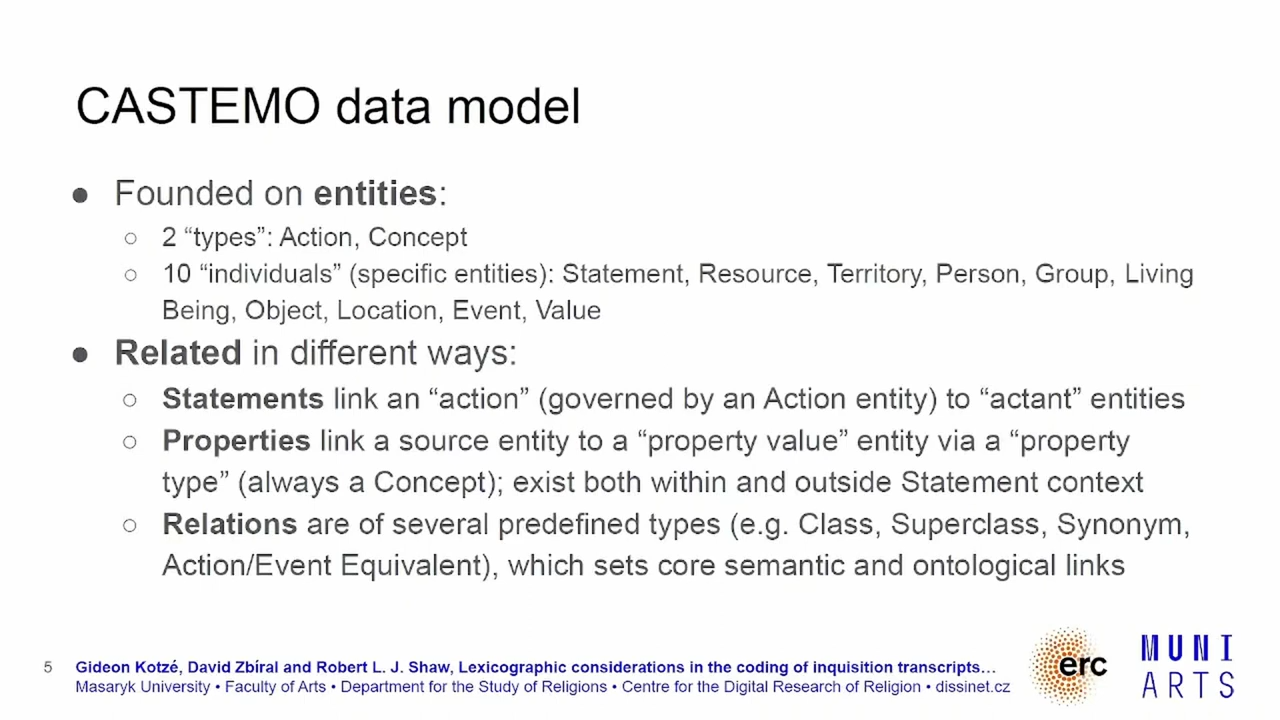 CASTEMO data model
● Founded on entities:
○ 2 “types”: Action, Concept
○ 10 “individuals” (specific entities): Statement, Resource, Territory, Person, Group, Living
Being, Object, Location, Event, Value
● Related in different ways:
○ Statements link an “action” (governed by an Action entity) to “actant” entities
○ Properties link a source entity to a “property value” entity via a “property
type” (always a Concept); exist both within and outside Statement context
○ Relations are of several predefined types (e.g. Class, Superclass, Synonym,
Action/Event Equivalent), which sets core semantic and ontological links
5 Gideon Kotzé, David Zbíral and Robert L. J. Shaw, Lexicographic considerations in the coding of inquisition transcripts…
Masaryk University • Faculty of Arts • Department for the Study of Religions • Centre for the Digital Research of Religion • dissinet.cz
erc
MUNI
ARTS